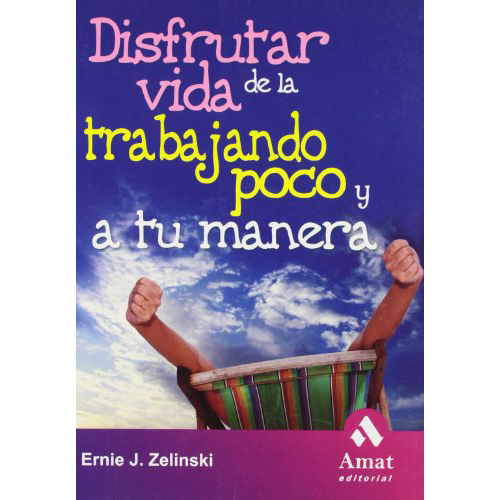 Disfrutar
vida de la
trabajando
poco y
a tu manera
Ernie J. Zelinski
Amat
editorial